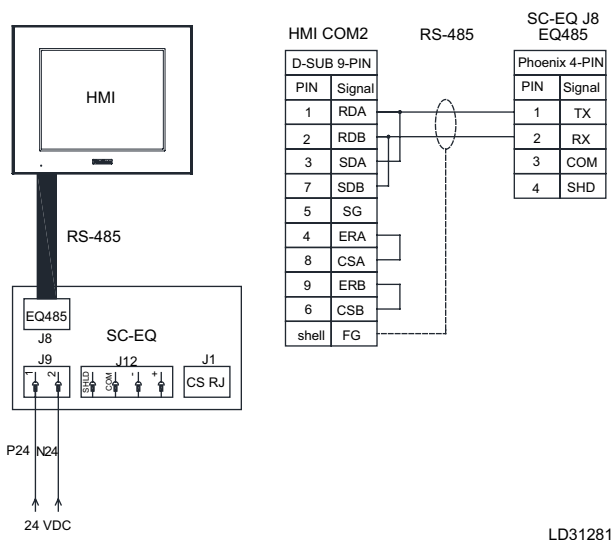 HMI
RS-485
EQ485
J8
SC-EQ
J9
1 2
J12
SHLD COM - +
J1
CS RJ
P24 N24
24 VDC
HMI COM2
RS-485
SC-EQ J8
EQ485
D-SUB 9-PIN
PIN Signal
1 RDA
2 RDB
3 SDA
7 SDB
5 SG
4 ERA
8 CSA
9 ERB
6 CSB
shell FG
Phoenix 4-PIN
PIN Signal
1 TX
2 RX
3 COM
4 SHD
LD31281